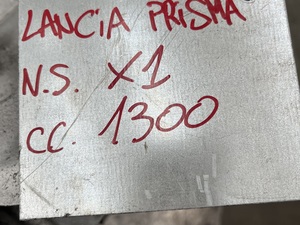 LANCIA PRISMA
N.S. X1
CC. 1300